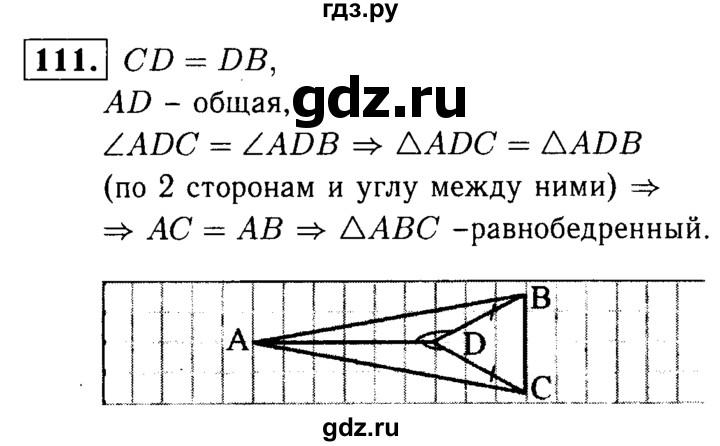 гдз.ру
111. CD = DB,
AD – общая,
gdz.ru
∠ADC = ∠ADB ⇒ △ADC = △ADB
(по 2 сторонам и углу между ними) ⇒
⇒ AC = AB ⇒ △ABC –равнобедренный.
B
A
D
C
gdz.ru